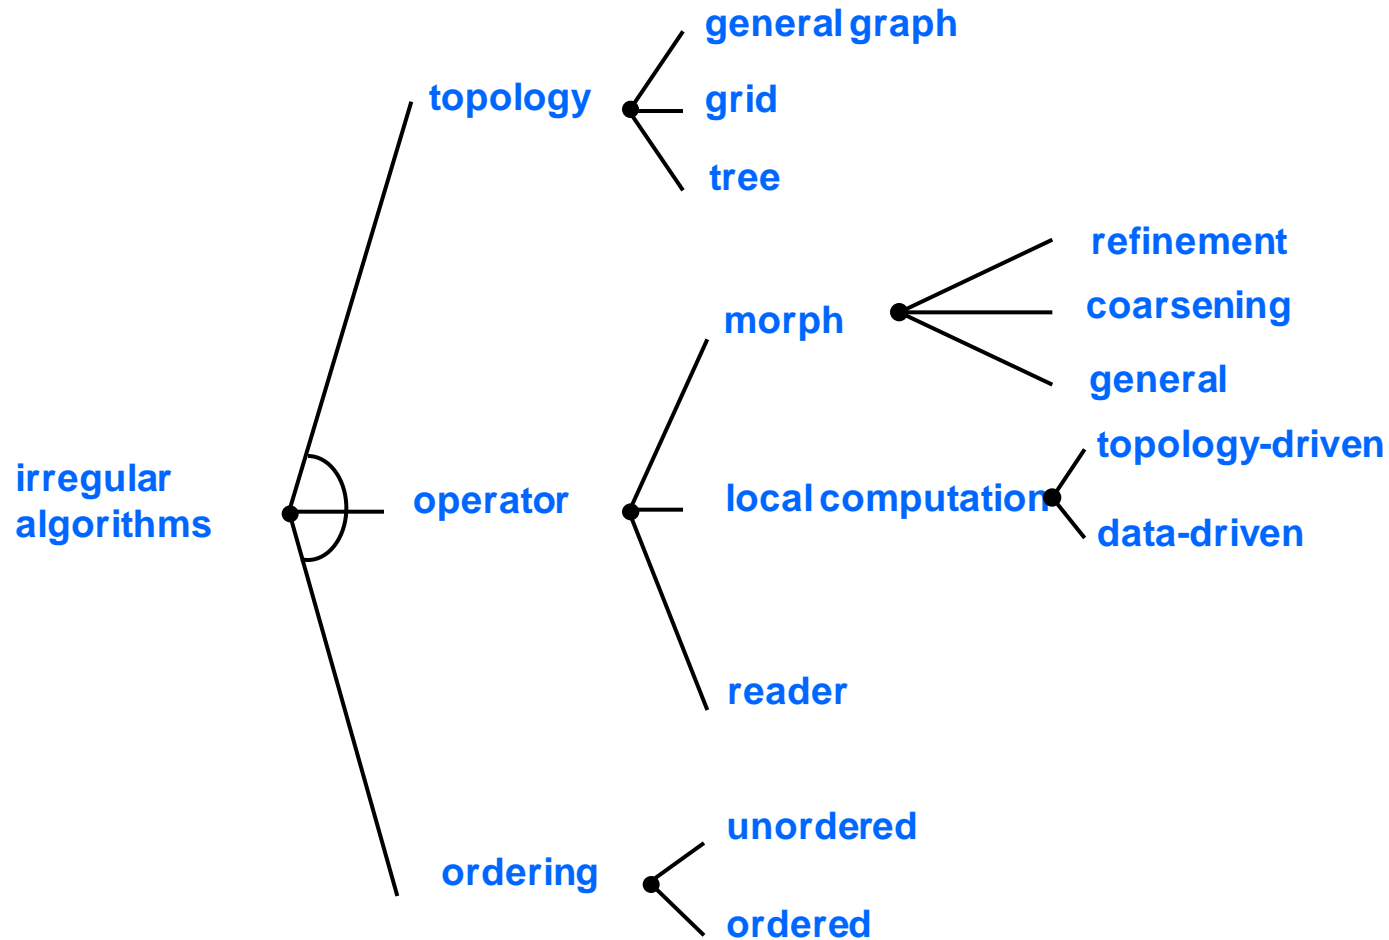 general graph
topology
grid
tree
refinement
coarsening
morph
general
topology-driven
irregular
algorithms
operator
local computation
data-driven
reader
unordered
ordering
ordered